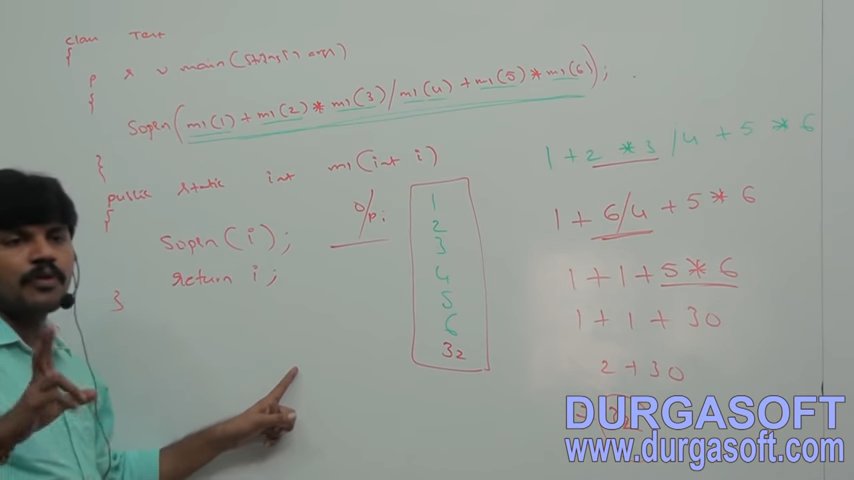 class Test
{
p s v main(String[] args)
{
Sopln(m1(1) + m1(2) * m1(3) / m1(4) + m1(5) * m1(6));
}
public static int m1(int i)
{
Sopln(i);
return i;
}
O/p:
1
2
3
4
5
6
32
1 + 2 * 3 / 4 + 5 * 6
1 + 6/4 + 5 * 6
1 + 1 + 5 * 6
1 + 1 + 30
2 + 30
DURGASOFT
www.durgasoft.com